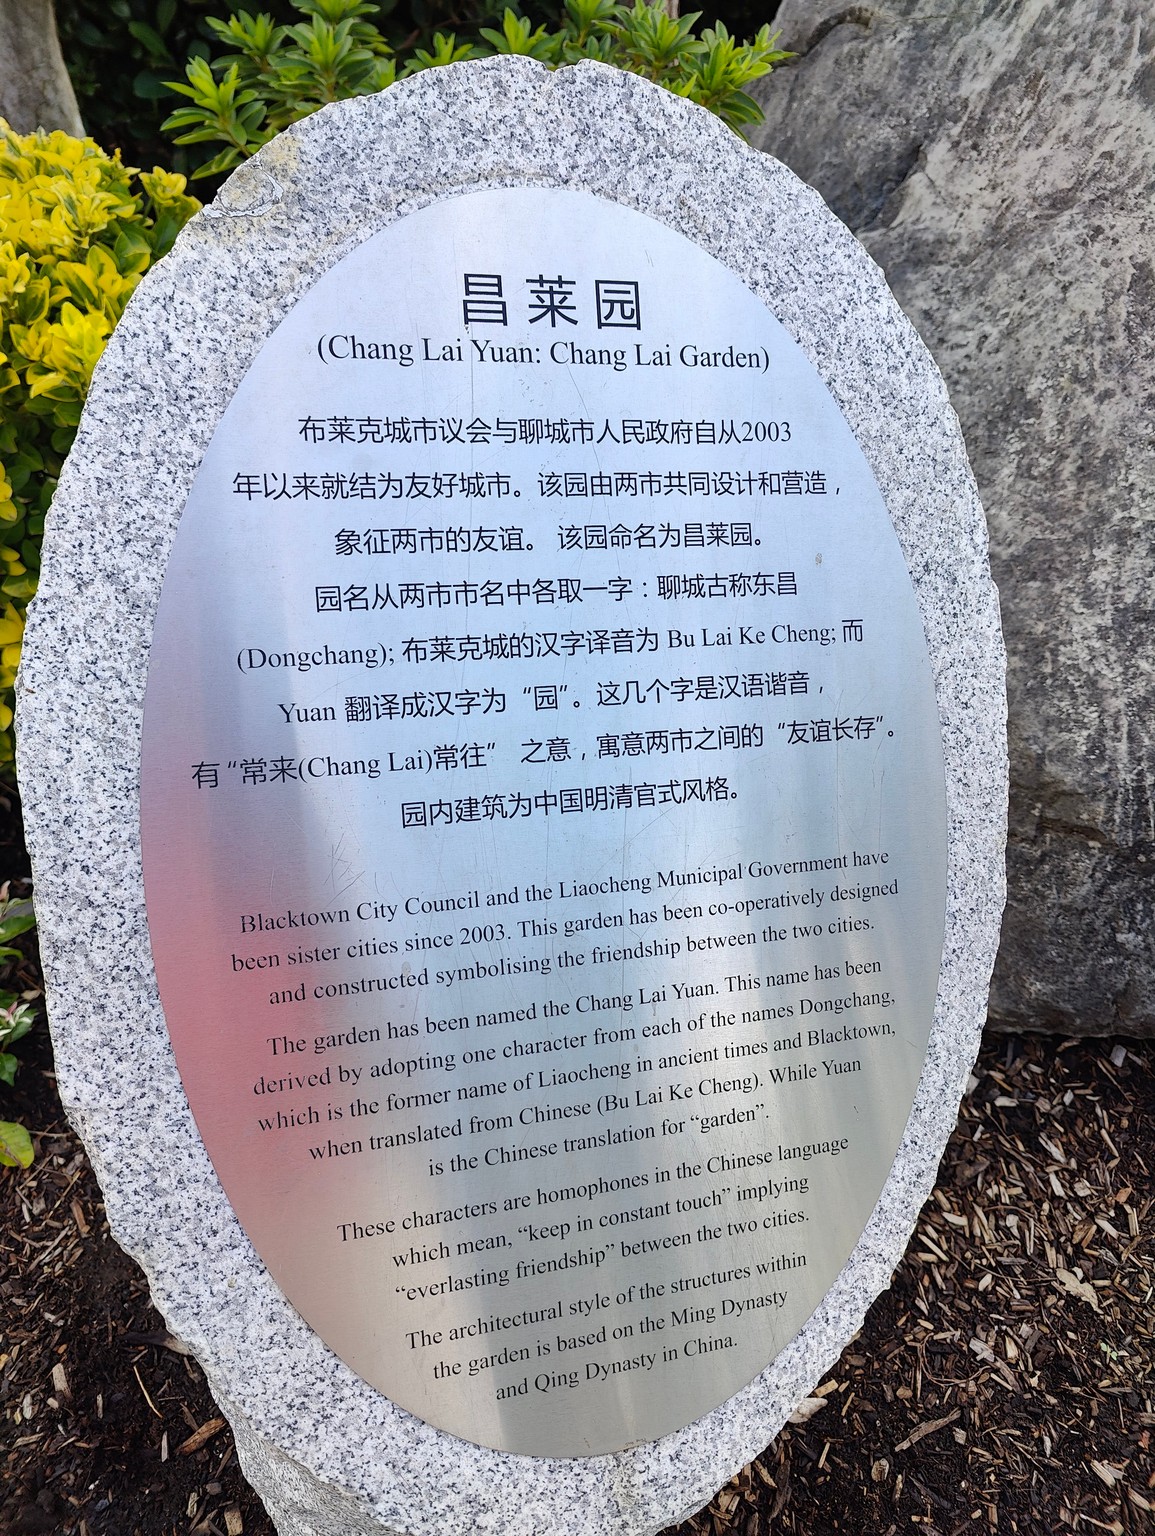 昌莱园
(Chang Lai Yuan: Chang Lai Garden)
布莱克城市议会与聊城市人民政府自从2003
年以来就结为友好城市。该园由两市共同设计和营造，
象征两市的友谊。 该园命名为昌莱园。
园名从两市市名中各取一字：聊城古称东昌
(Dongchang); 布莱克城的汉字译音为 Bu Lai Ke Cheng; 而
Yuan 翻译成汉字为“园”。这几个字是汉语谐音，
有“常来(Chang Lai)常往” 之意，寓意两市之间的“友谊长存”。
园内建筑为中国明清官式风格。
Blacktown City Council and the Liaocheng Municipal Government have
been sister cities since 2003. This garden has been co-operatively designed
and constructed symbolising the friendship between the two cities.
The garden has been named the Chang Lai Yuan. This name has been
derived by adopting one character from each of the names Dongchang,
which is the former name of Liaocheng in ancient times and Blacktown,
when translated from Chinese (Bu Lai Ke Cheng). While Yuan
is the Chinese translation for “garden”.
These characters are homophones in the Chinese language
which mean, “keep in constant touch” implying
“everlasting friendship” between the two cities.
The architectural style of the structures within
the garden is based on the Ming Dynasty
and Qing Dynasty in China.